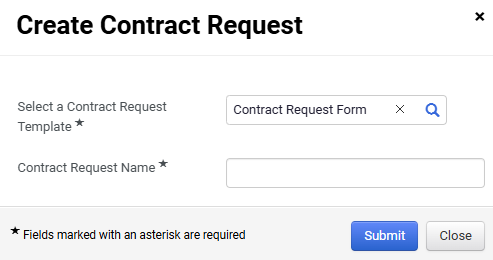 Create Contract Request
Select a Contract Request
Template ★
Contract Request Form
Contract Request Name ★
★ Fields marked with an asterisk are required
Submit
Close